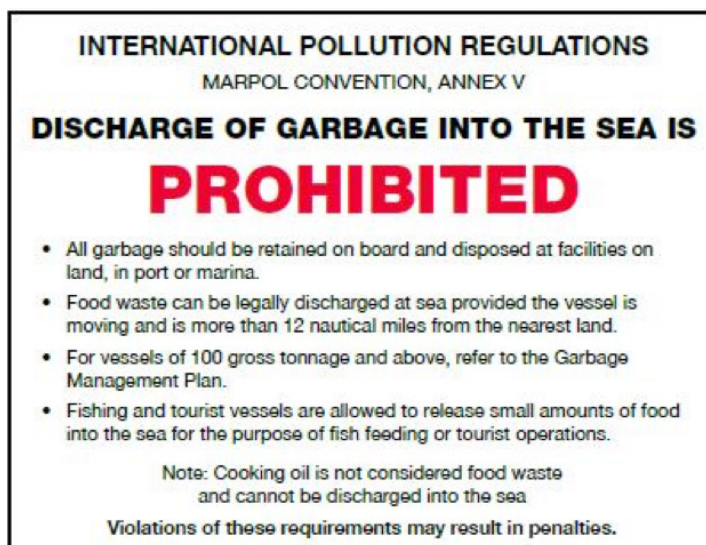 INTERNATIONAL POLLUTION REGULATIONS
MARPOL CONVENTION, ANNEX V
DISCHARGE OF GARBAGE INTO THE SEA IS
PROHIBITED
• All garbage should be retained on board and disposed at facilities on
land, in port or marina.
• Food waste can be legally discharged at sea provided the vessel is
moving and is more than 12 nautical miles from the nearest land.
• For vessels of 100 gross tonnage and above, refer to the Garbage
Management Plan.
• Fishing and tourist vessels are allowed to release small amounts of food
into the sea for the purpose of fish feeding or tourist operations.
Note: Cooking oil is not considered food waste
and cannot be discharged into the sea
Violations of these requirements may result in penalties.